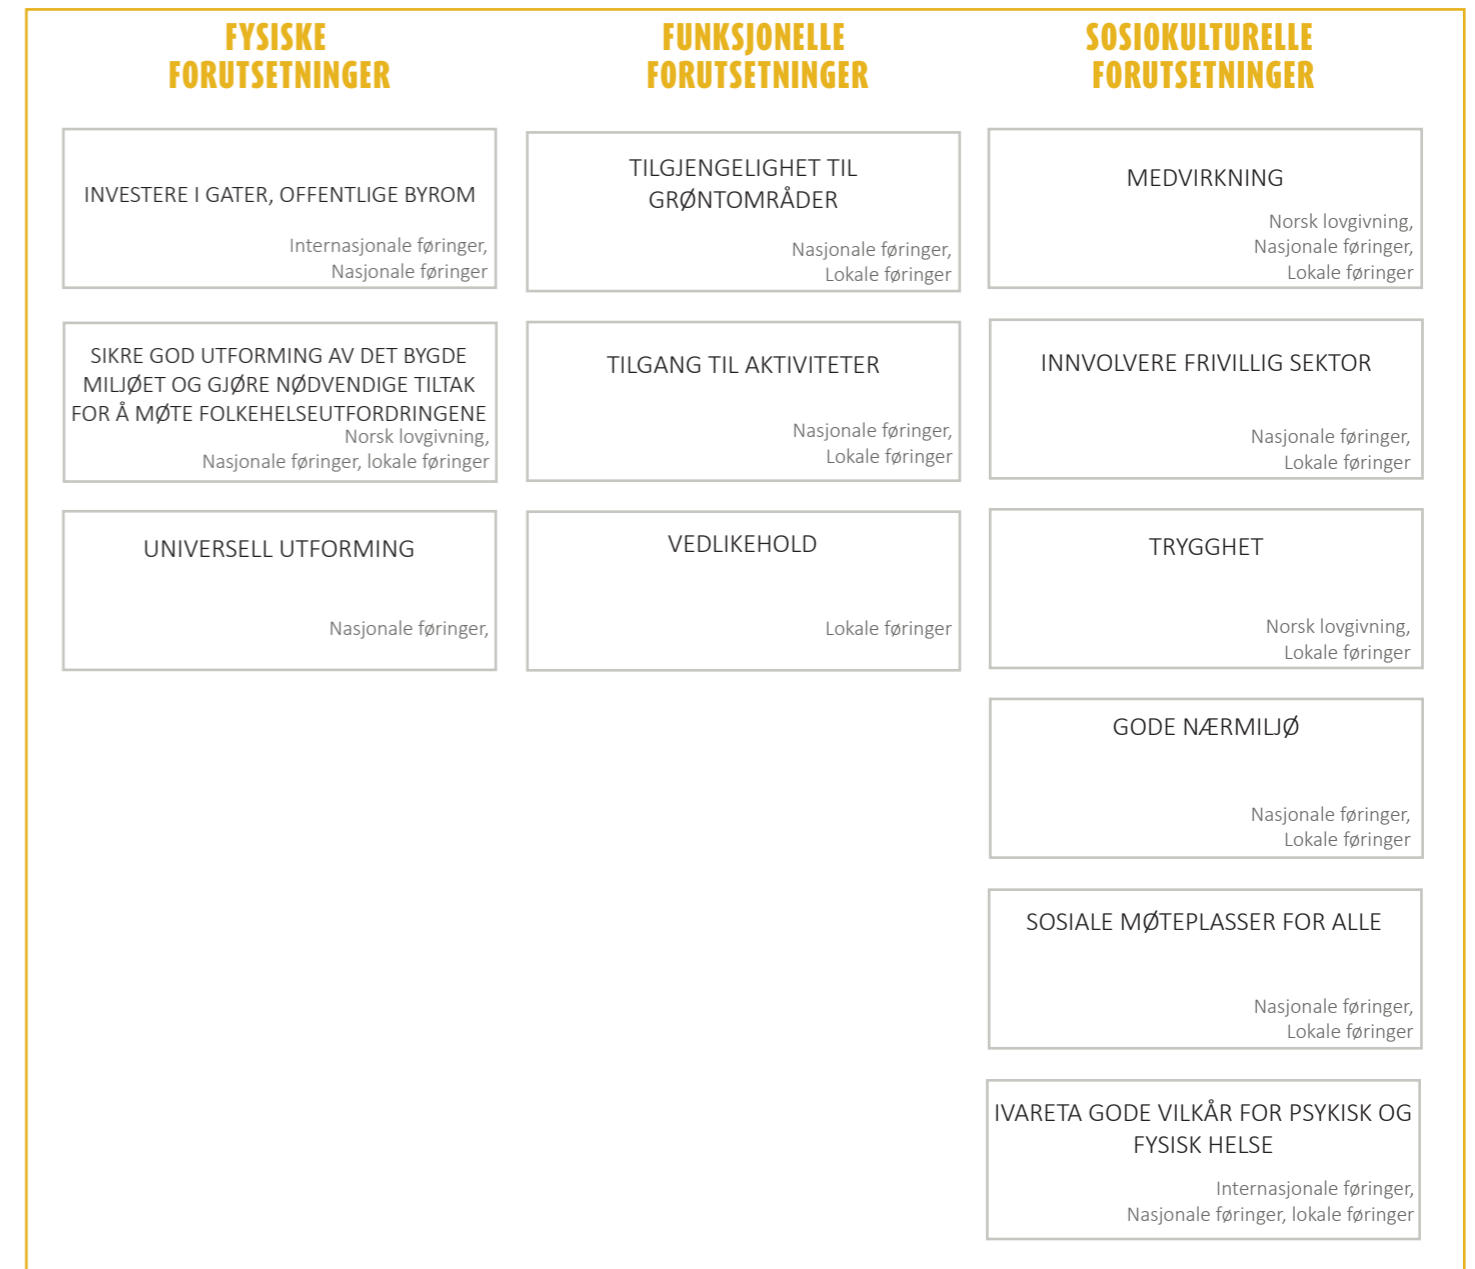 FYSISKE
FORUTSETNINGER
INVESTERE I GATER, OFFENTLIGE BYROM
Internasjonale føringer,
Nasjonale føringer
SIKRE GOD UTFORMING AV DET BYGDE
MILJØET OG GJØRE NØDVENDIGE TILTAK
FOR Å MØTE FOLKEHELSEUTFORDRINGENE
Norsk lovgivning,
Nasjonale føringer, lokale føringer
UNIVERSELL UTFORMING
Nasjonale føringer,
FUNKSJONELLE
FORUTSETNINGER
TILGJENGELIGHET TIL
GRØNTOMRÅDER
Nasjonale føringer,
Lokale føringer
TILGANG TIL AKTIVITETER
Nasjonale føringer,
Lokale føringer
VEDLIKEHOLD
Lokale føringer
SOSIOKULTURELLE
FORUTSETNINGER
MEDVIRKNING
Norsk lovgivning,
Nasjonale føringer,
Lokale føringer
INNVOLVERE FRIVILLIG SEKTOR
Nasjonale føringer,
Lokale føringer
TRYGGHET
Norsk lovgivning,
Lokale føringer
GODE NÆRMILJØ
Nasjonale føringer,
Lokale føringer
SOSIALE MØTEPLASSER FOR ALLE
Nasjonale føringer,
Lokale føringer
IVARETA GODE VILKÅR FOR PSYKISK OG
FYSISK HELSE
Internasjonale føringer,
Nasjonale føringer, lokale føringer